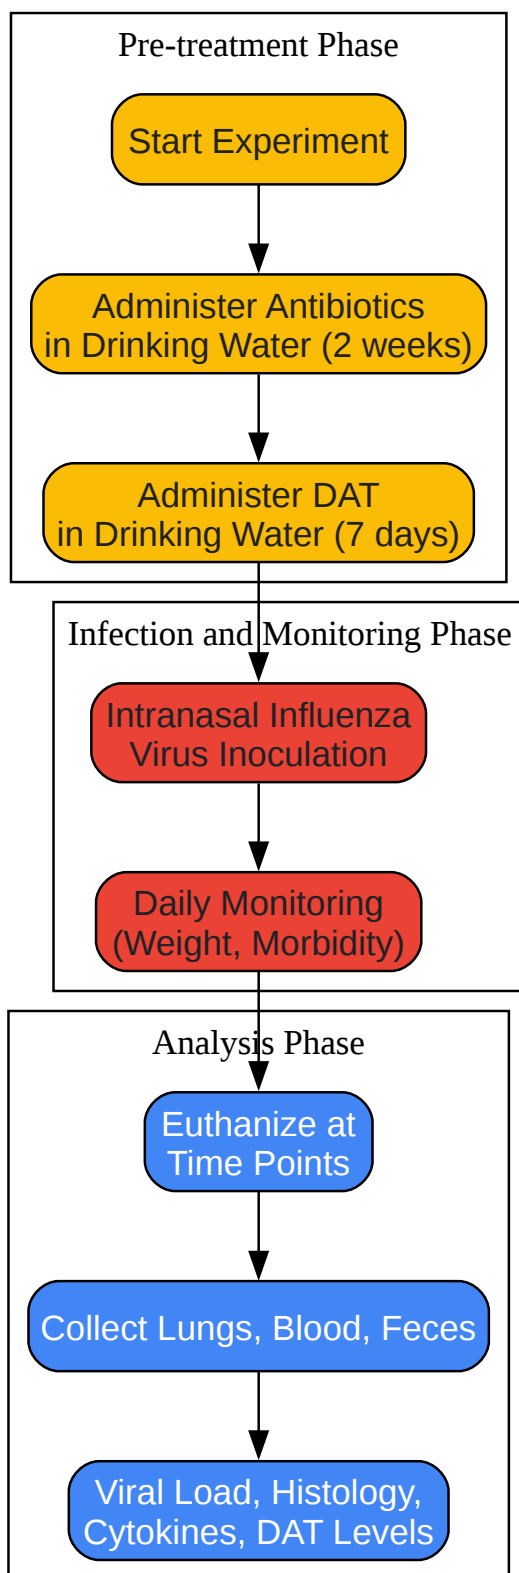 Pre-treatment Phase
Start Experiment
Administer Antibiotics
in Drinking Water (2 weeks)
Administer DAT
in Drinking Water (7 days)
Infection and Monitoring Phase
Intranasal Influenza
Virus Inoculation
Daily Monitoring
(Weight, Morbidity)
Analysis Phase
Euthanize at
Time Points
Collect Lungs, Blood, Feces
Viral Load, Histology,
Cytokines, DAT Levels